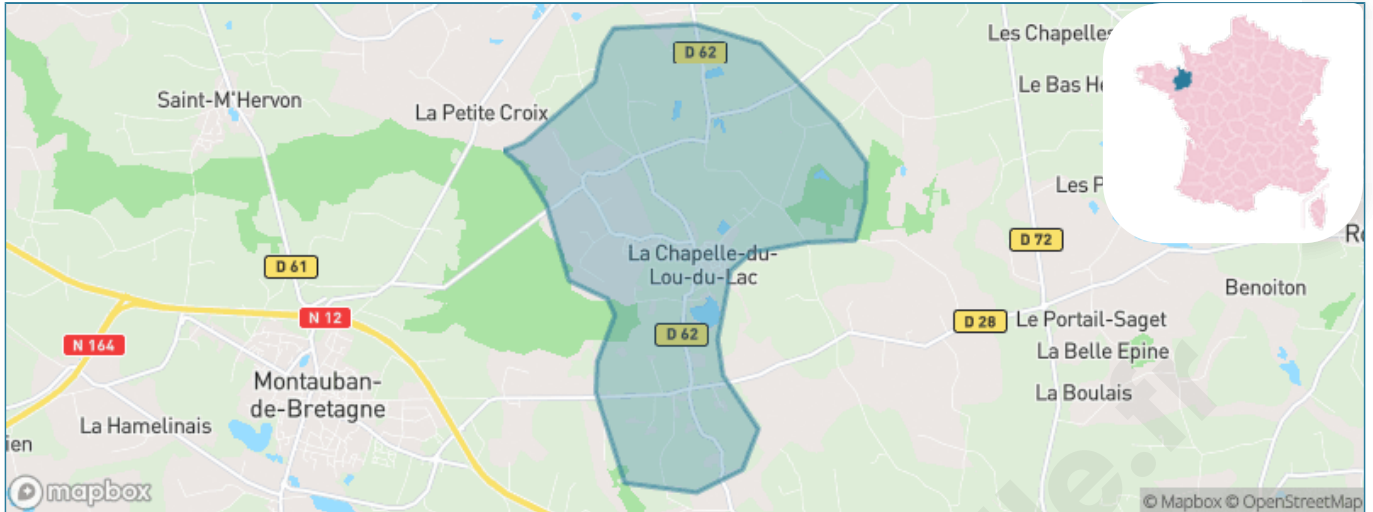 D 62
Les Chapelle
Le Bas H
Saint-M'Hervon
La Petite Croix
Les P
D 72
La Chapelle-du-
Lou-du-Lac
D 61
Benoiton
N 12
D 28
Le Portail-Saget
N 164
D 62
La Belle Epine
Montauban-
de-Bretagne
La Boulais
La Hamelinais
ien
mapbox
© Mapbox © OpenStreetMap